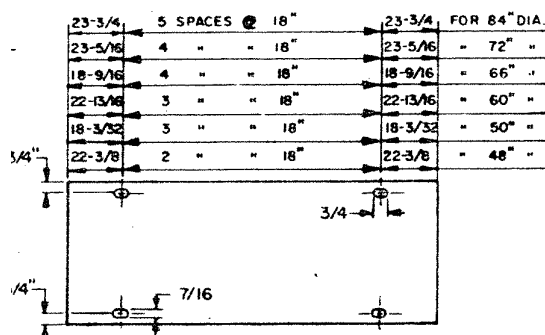 23-3/4 5 SPACES @ 18" 23-3/4 FOR 84" DIA.
23-5/16 4 " " 18" 23-5/16 " 72" "
18-9/16 4 " " 18" 18-9/16 " 66" "
22-13/16 3 " " 18" 22-13/16 " 60" "
18-3/32 3 " " 18" 18-3/32 " 50" "
22-3/8 2 " " 18" 22-3/8 " 48" "
3/4"
3/4
7/16
/4"